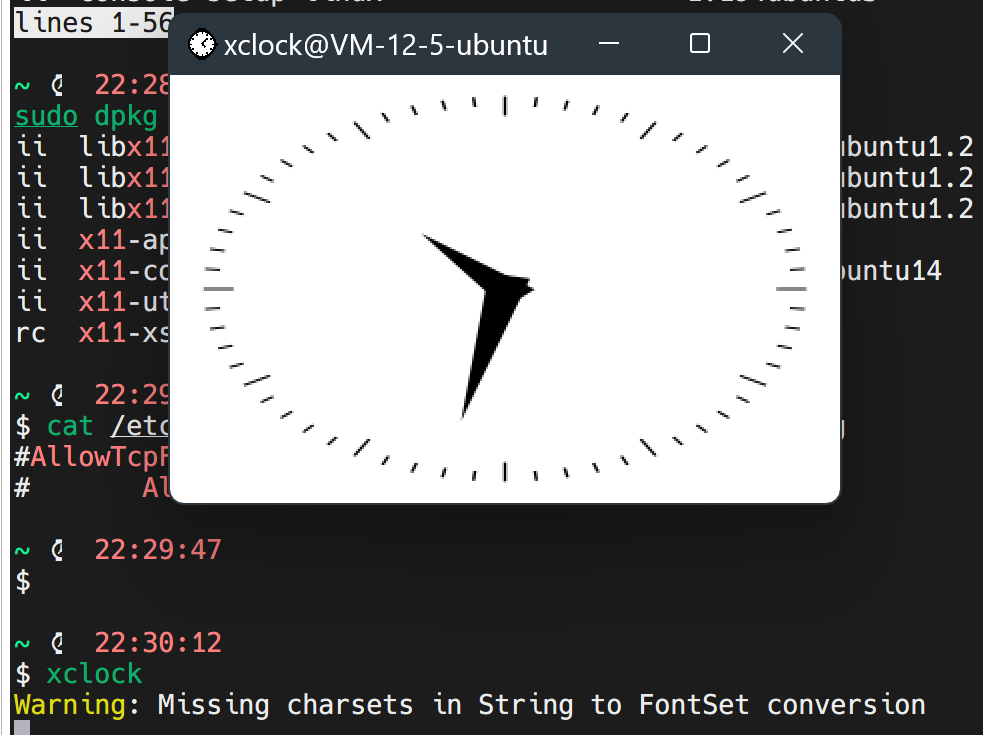 lines 1-56
xclock@VM-12-5-ubuntu
~ @ 22:28
sudo dpkg
ii libx11 ubuntu1.2
ii libx11 ubuntu1.2
ii libx11 ubuntu1.2
ii x11-ap
ii x11-co buntu14
ii x11-ut
rc x11-xs
~ @ 22:29
$ cat /etc
#AllowTcpF
# Al
~ @ 22:29:47
$
~ @ 22:30:12
$ xclock
Warning: Missing charsets in String to FontSet conversion